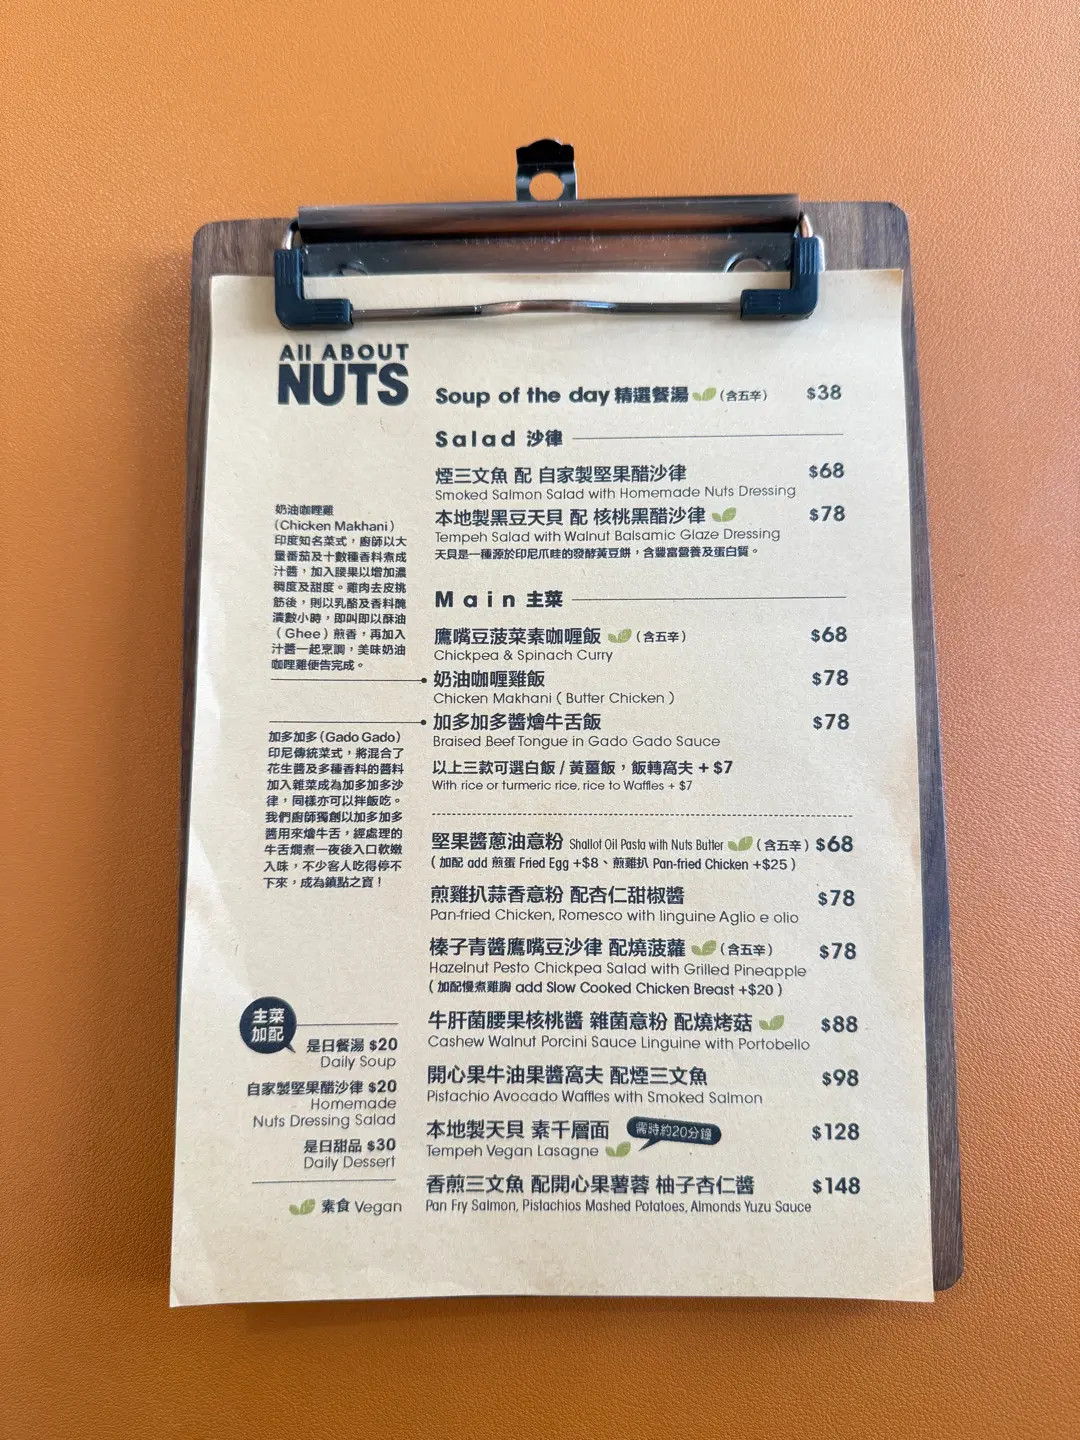 All ABOUT
NUTS
Soup of the day 精選餐湯 (含五辛) $38
Salad 沙律
煙三文魚 配 自家製堅果醋沙律 $68
Smoked Salmon Salad with Homemade Nuts Dressing
本地製黑豆天貝 配 核桃黑醋沙律 $78
Tempeh Salad with Walnut Balsamic Glaze Dressing
天貝是一種源於印尼爪哇的發酵黃豆餅，含豐富營養及蛋白質。
奶油咖喱雞
(Chicken Makhani)
印度知名菜式，廚師以大
量番茄及十數種香料煮成
汁醬，加入腰果以增加濃
稠度及甜度。雞肉去皮挑
筋後，則以乳酪及香料醃
漬數小時，即叫即以酥油
(Ghee) 煎香，再加入
汁醬一起烹調，美味奶油
咖喱雞便告完成。
Main 主菜
鷹嘴豆菠菜素咖喱飯 (含五辛) $68
Chickpea & Spinach Curry
奶油咖喱雞飯 $78
Chicken Makhani ( Butter Chicken )
加多加多醬燴牛舌飯 $78
Braised Beef Tongue in Gado Gado Sauce
以上三款可選白飯 / 黃薑飯，飯轉窩夫 + $7
With rice or turmeric rice, rice to Waffles + $7
加多加多 (Gado Gado)
印尼傳統菜式，將混合了
花生醬及多種香料的醬料
加入雜菜成為加多加多沙
律，同樣亦可以拌飯吃。
我們廚師獨創以加多加多
醬用來燴牛舌，經處理的
牛舌燜煮一夜後入口軟嫩
入味，不少客人吃得停不
下來，成為鎮點之寶！
堅果醬蔥油意粉 Shallot Oil Pasta with Nuts Butter (含五辛) $68
( 加配 add 煎蛋 Fried Egg +$8、煎雞扒 Pan-fried Chicken +$25 )
煎雞扒蒜香意粉 配杏仁甜椒醬 $78
Pan-fried Chicken, Romesco with linguine Aglio e olio
榛子青醬鷹嘴豆沙律 配燒菠蘿 (含五辛) $78
Hazelnut Pesto Chickpea Salad with Grilled Pineapple
( 加配慢煮雞胸 add Slow Cooked Chicken Breast +$20 )
牛肝菌腰果核桃醬 雜菌意粉 配燒烤菇 $88
Cashew Walnut Porcini Sauce Linguine with Portobello
開心果牛油果醬窩夫 配煙三文魚 $98
Pistachio Avocado Waffles with Smoked Salmon
本地製天貝 素千層面 需時約20分鐘 $128
Tempeh Vegan Lasagne
香煎三文魚 配開心果薯蓉 柚子杏仁醬 $148
Pan Fry Salmon, Pistachios Mashed Potatoes, Almonds Yuzu Sauce
主菜
加配
是日餐湯 $20
Daily Soup
自家製堅果醋沙律 $20
Homemade
Nuts Dressing Salad
是日甜品 $30
Daily Dessert
素食 Vegan